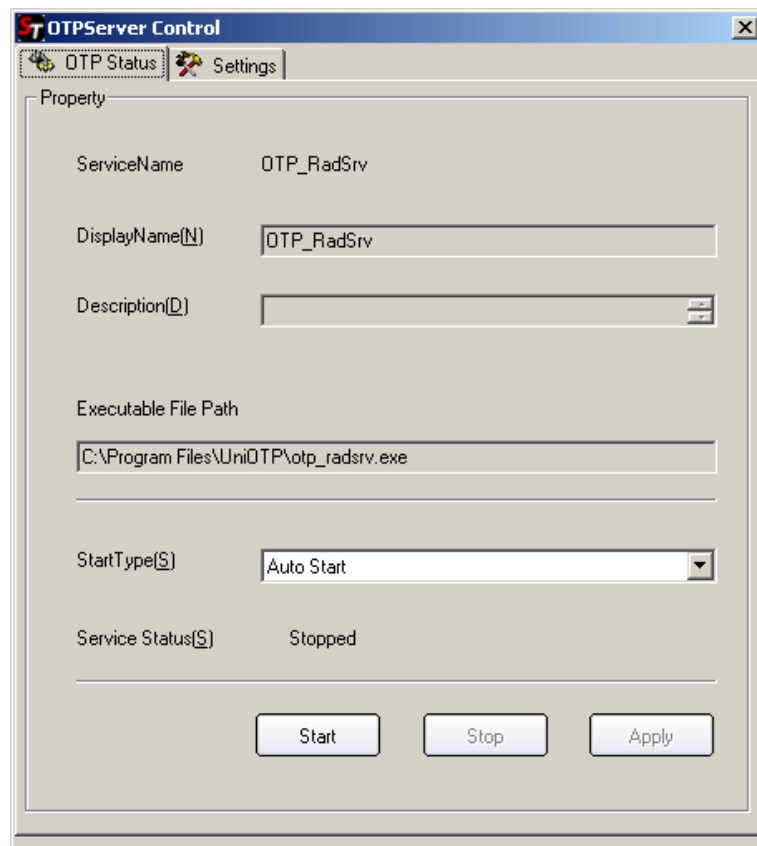 ST OTPServer Control
OTP Status Settings
Property
ServiceName OTP_RadSrv
DisplayName(N) OTP_RadSrv
Description(D)
Executable File Path
C:\Program Files\UniOTP\otp_radsrv.exe
StartType(S) Auto Start
Service Status(S) Stopped
Start Stop Apply